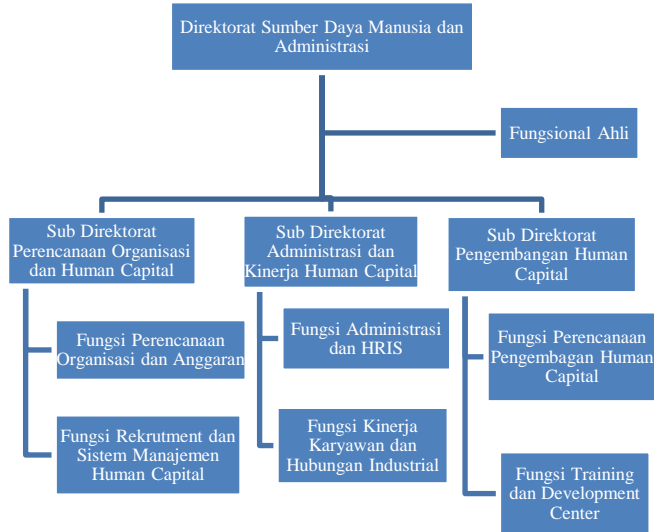 Direktorat Sumber Daya Manusia dan
Administrasi
Fungsional Ahli
Sub Direktorat
Perencanaan Organisasi
dan Human Capital
Sub Direktorat
Administrasi dan
Kinerja Human Capital
Sub Direktorat
Pengembangan Human
Capital
Fungsi Perencanaan
Organisasi dan Anggaran
Fungsi Administrasi
dan HRIS
Fungsi Perencanaan
Pengembagan Human
Capital
Fungsi Rekrutment dan
Sistem Manajemen
Human Capital
Fungsi Kinerja
Karyawan dan
Hubungan Industrial
Fungsi Training
dan Development
Center